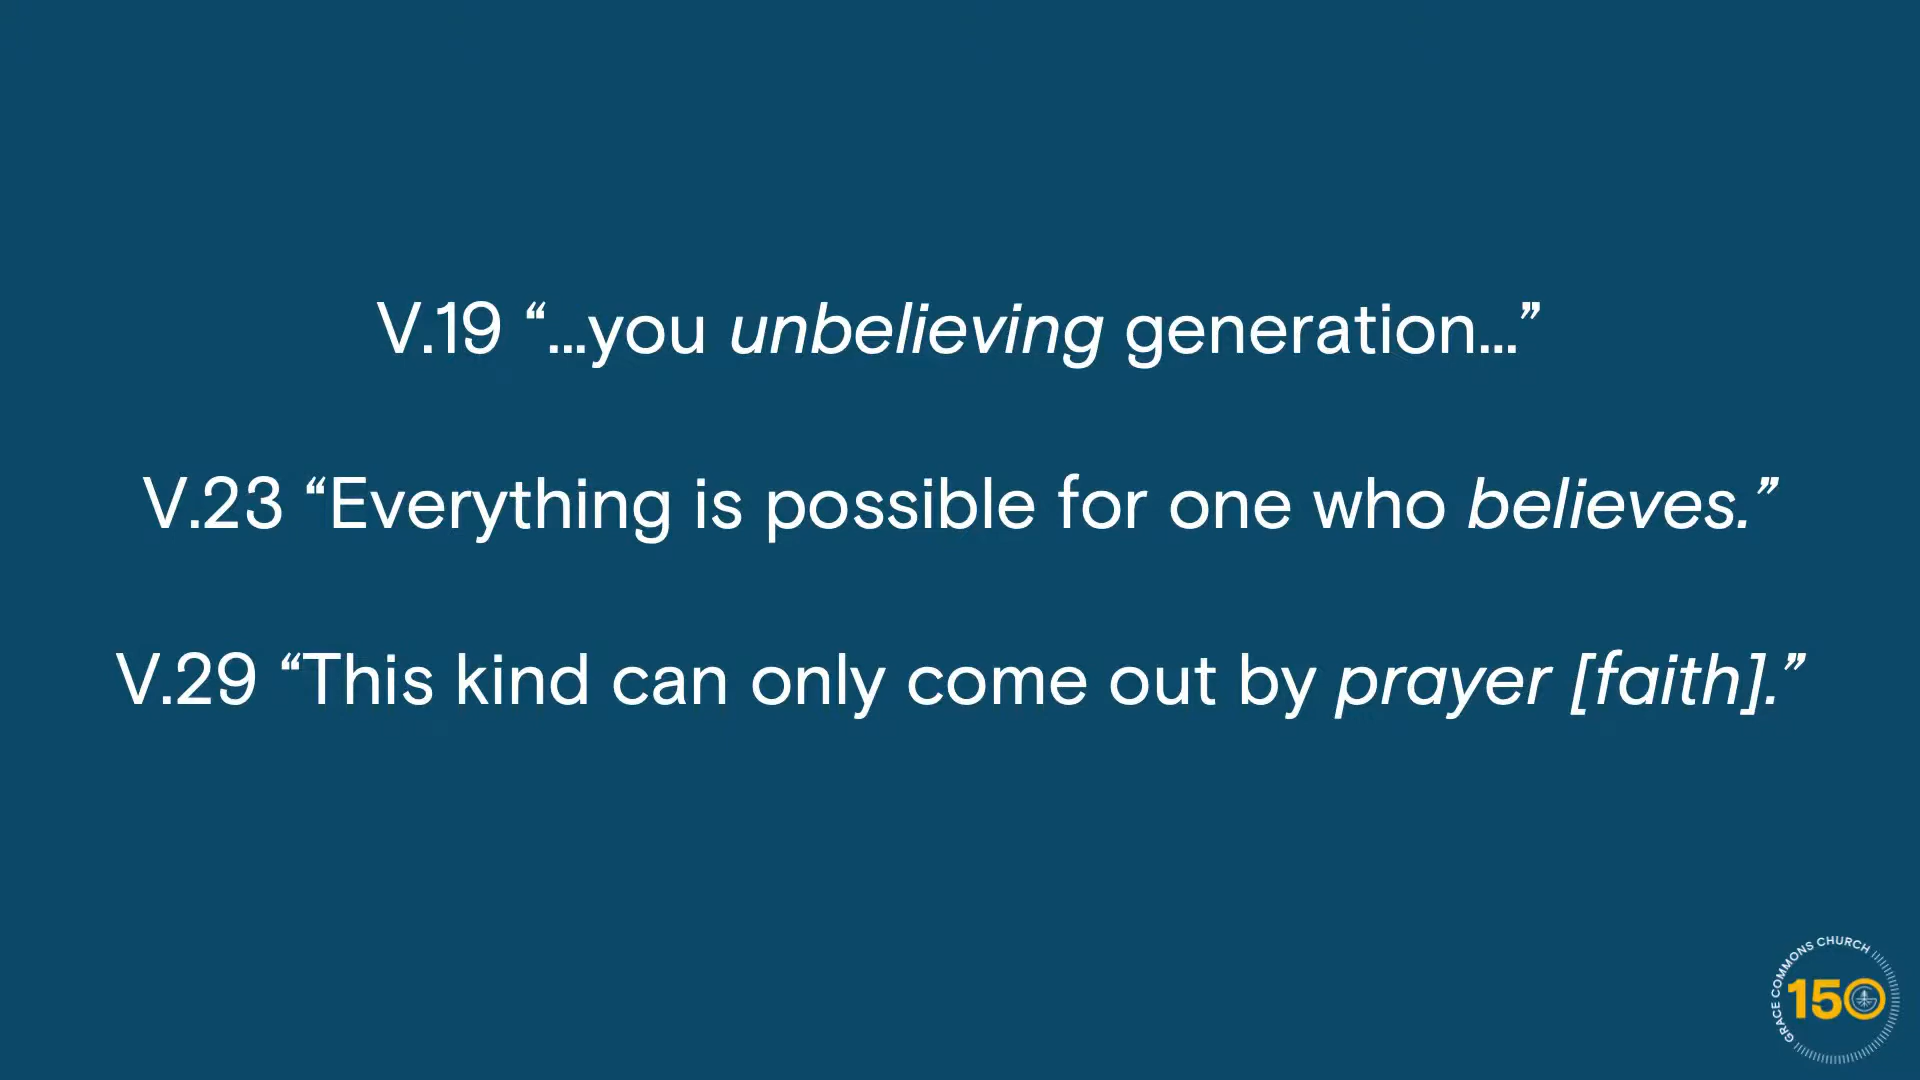 V.19 “...you unbelieving generation...”
V.23 “Everything is possible for one who believes.”
V.29 “This kind can only come out by prayer [faith].”
GRACE COMMONS CHURCH
150